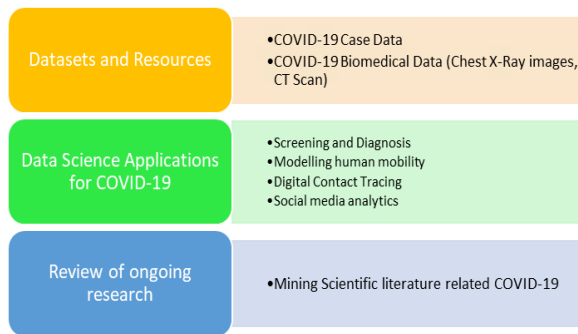 Datasets and Resources
•COVID-19 Case Data
•COVID-19 Biomedical Data (Chest X-Ray images,
CT Scan)
Data Science Applications
for COVID-19
•Screening and Diagnosis
•Modelling human mobility
•Digital Contact Tracing
•Social media analytics
Review of ongoing
research
•Mining Scientific literature related COVID-19